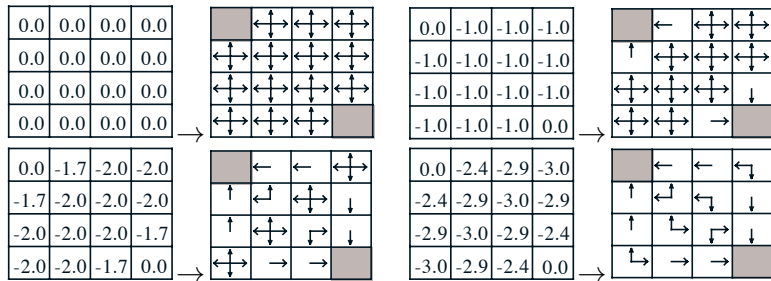 0.0 0.0 0.0 0.0
0.0 0.0 0.0 0.0
0.0 0.0 0.0 0.0
0.0 0.0 0.0 0.0
0.0 -1.0 -1.0 -1.0
-1.0 -1.0 -1.0 -1.0
-1.0 -1.0 -1.0 -1.0
-1.0 -1.0 -1.0 0.0
0.0 -1.7 -2.0 -2.0
-1.7 -2.0 -2.0 -2.0
-2.0 -2.0 -2.0 -1.7
-2.0 -2.0 -1.7 0.0
0.0 -2.4 -2.9 -3.0
-2.4 -2.9 -3.0 -2.9
-2.9 -3.0 -2.9 -2.4
-3.0 -2.9 -2.4 0.0